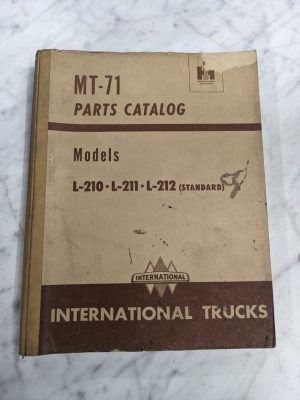 MT-71
PARTS CATALOG
Models
L-210 • L-211 • L-212 (STANDARD)
INTERNATIONAL
INTERNATIONAL TRUCKS